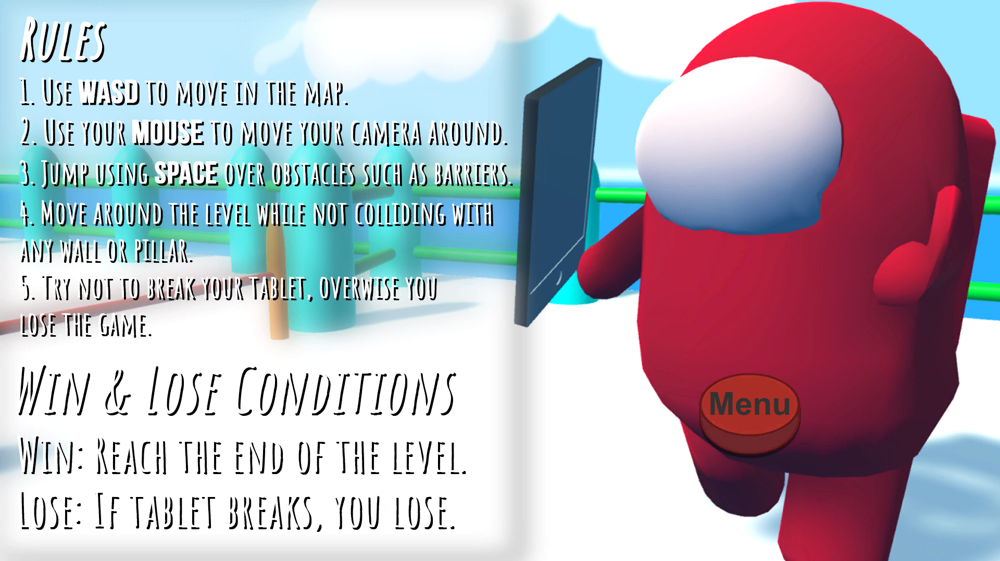 Rules
1. Use WASD to move in the map.
2. Use your MOUSE to move your camera around.
3. Jump using SPACE over obstacles such as barriers.
4. Move around the level while not colliding with
any wall or pillar.
5. Try not to break your tablet, overwise you
lose the game.
Win & Lose Conditions
Win: Reach the end of the level.
Lose: If tablet breaks, you lose.
Menu